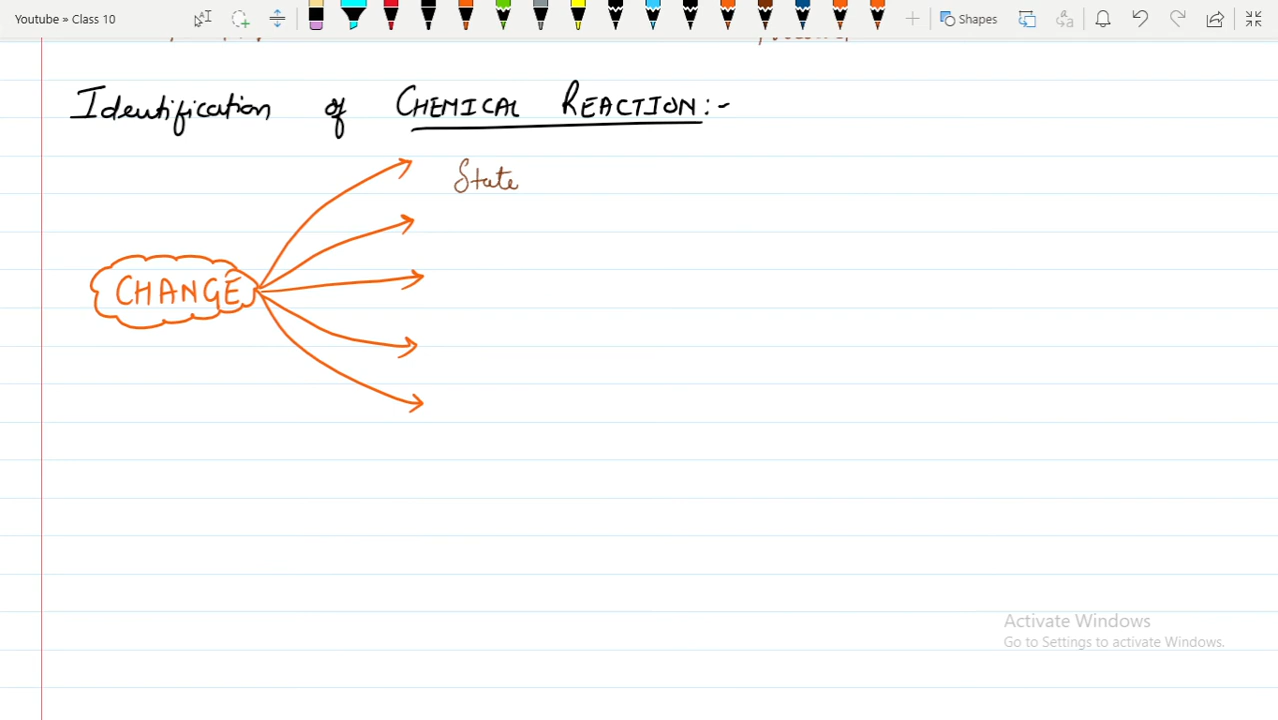 Youtube » Class 10
Shapes
Identification of CHEMICAL REACTION:-
State
CHANGE
Activate Windows
Go to Settings to activate Windows.